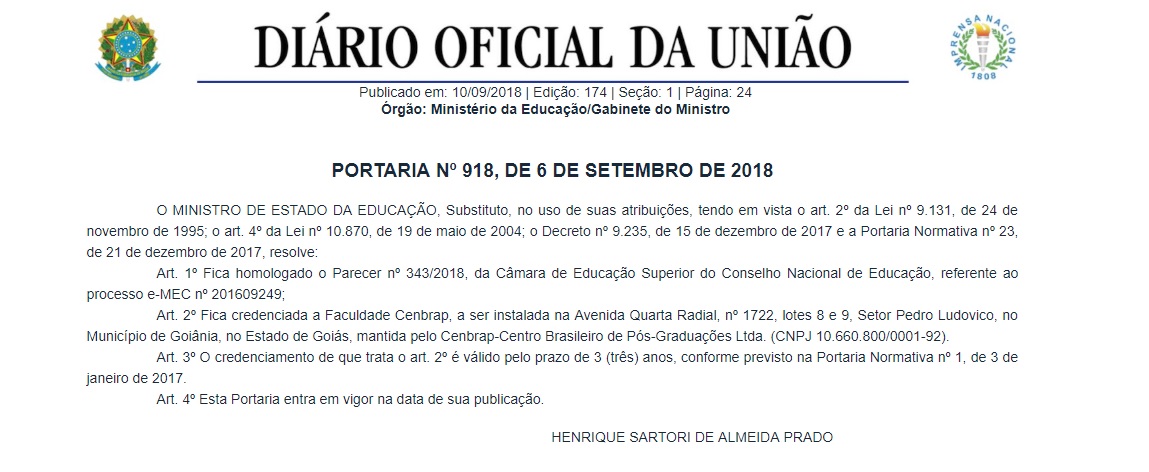 DIÁRIO OFICIAL DA UNIÃO
IMPRENSA NACIONAL
1808
Publicado em: 10/09/2018 | Edição: 174 | Seção: 1 | Página: 24
Órgão: Ministério da Educação/Gabinete do Ministro
PORTARIA Nº 918, DE 6 DE SETEMBRO DE 2018
O MINISTRO DE ESTADO DA EDUCAÇÃO, Substituto, no uso de suas atribuições, tendo em vista o art. 2º da Lei nº 9.131, de 24 de
novembro de 1995; o art. 4º da Lei nº 10.870, de 19 de maio de 2004; o Decreto nº 9.235, de 15 de dezembro de 2017 e a Portaria Normativa nº 23,
de 21 de dezembro de 2017, resolve:
Art. 1º Fica homologado o Parecer nº 343/2018, da Câmara de Educação Superior do Conselho Nacional de Educação, referente ao
processo e-MEC nº 201609249;
Art. 2º Fica credenciada a Faculdade Cenbrap, a ser instalada na Avenida Quarta Radial, nº 1722, lotes 8 e 9, Setor Pedro Ludovico, no
Município de Goiânia, no Estado de Goiás, mantida pelo Cenbrap-Centro Brasileiro de Pós-Graduações Ltda. (CNPJ 10.660.800/0001-92).
Art. 3º O credenciamento de que trata o art. 2º é válido pelo prazo de 3 (três) anos, conforme previsto na Portaria Normativa nº 1, de 3 de
janeiro de 2017.
Art. 4º Esta Portaria entra em vigor na data de sua publicação.
HENRIQUE SARTORI DE ALMEIDA PRADO